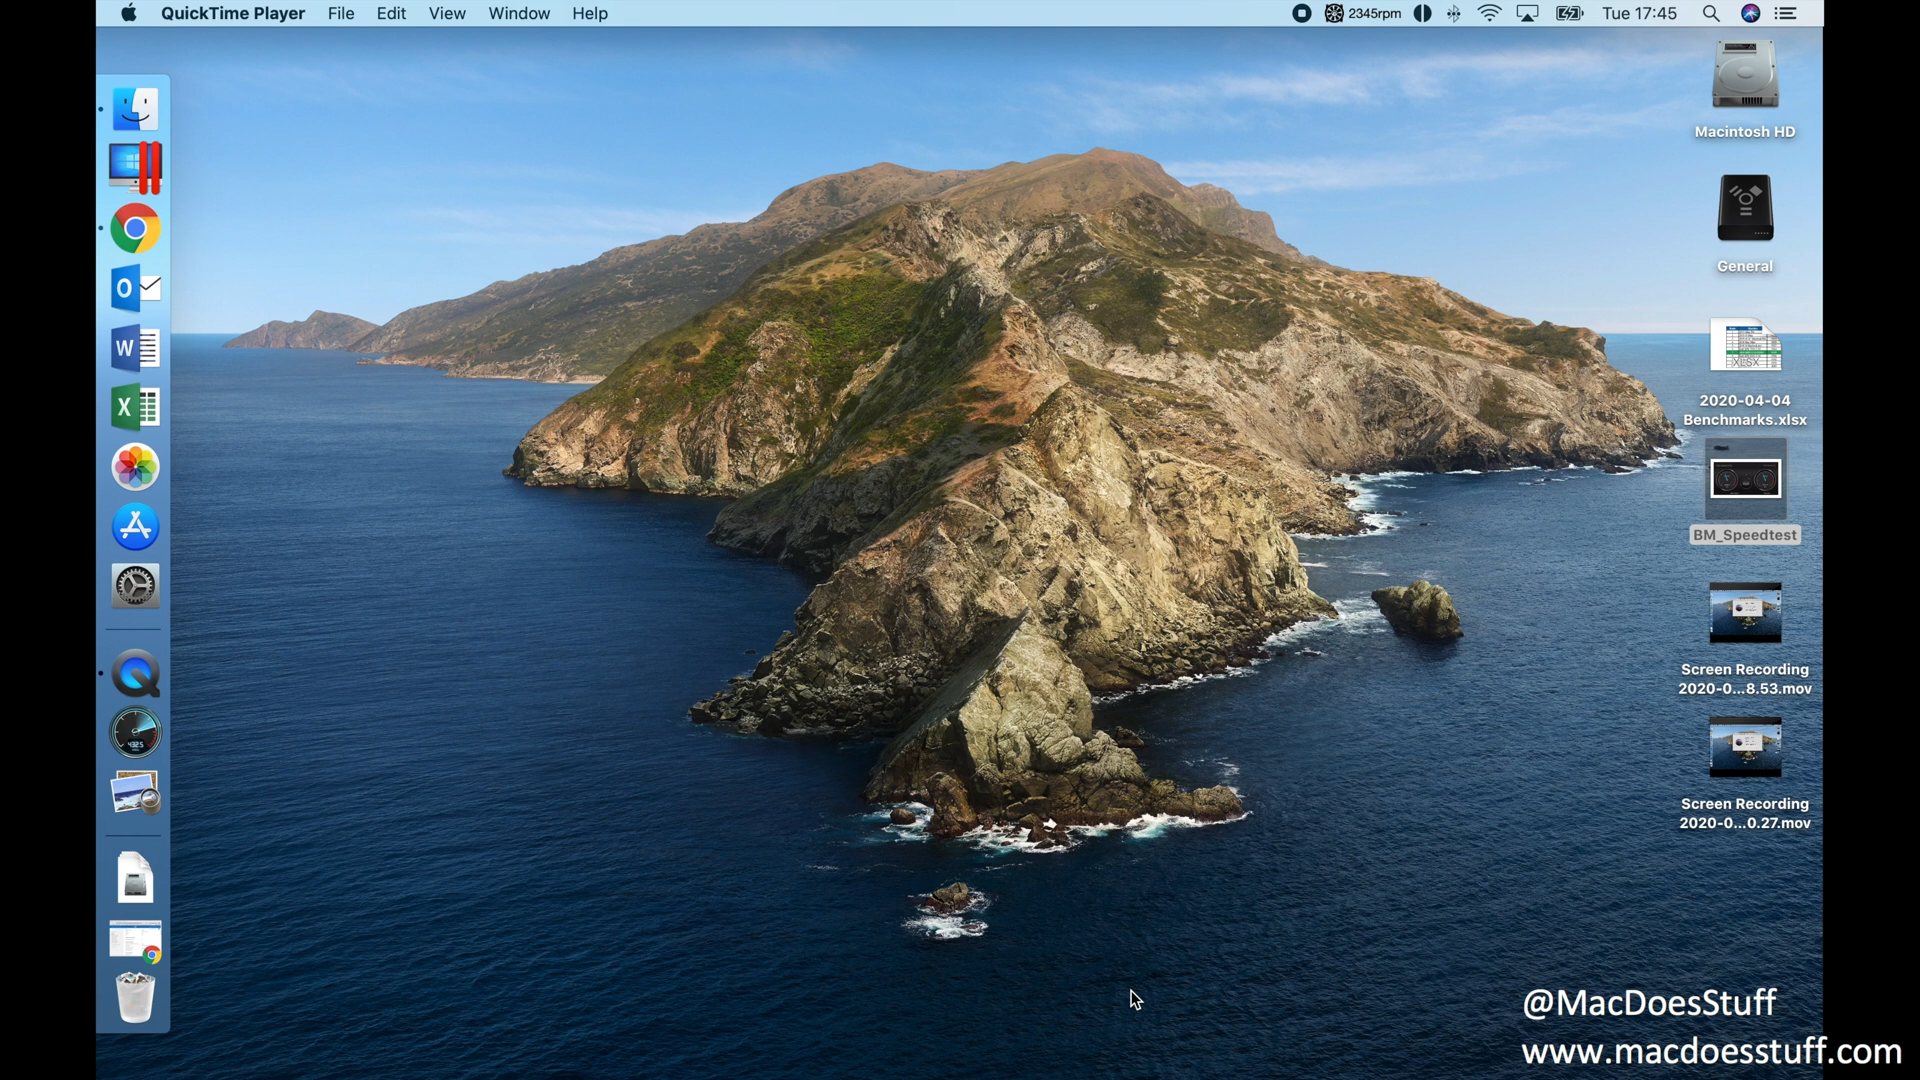 QuickTime Player File Edit View Window Help 2345rpm Tue 17:45
Macintosh HD
General
XLSX
2020-04-04
Benchmarks.xlsx
BM_Speedtest
Screen Recording
2020-0...8.53.mov
Screen Recording
2020-0...0.27.mov
O
W
X
4325
@MacDoesStuff
www.macdoesstuff.com